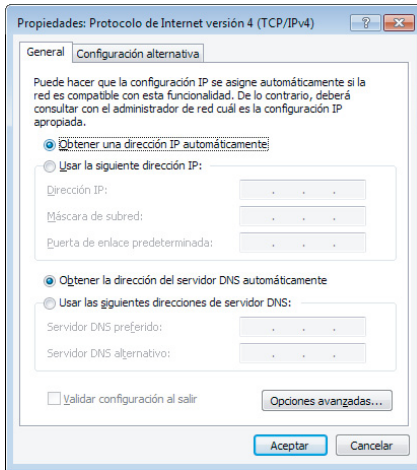 Propiedades: Protocolo de Internet versión 4 (TCP/IPv4)
General
Configuración alternativa
Puede hacer que la configuración IP se asigne automáticamente si la
red es compatible con esta funcionalidad. De lo contrario, deberá
consultar con el administrador de red cuál es la configuración IP
apropiada.
Obtener una dirección IP automáticamente
Usar la siguiente dirección IP:
Dirección IP:
Máscara de subred:
Puerta de enlace predeterminada:
Obtener la dirección del servidor DNS automáticamente
Usar las siguientes direcciones de servidor DNS:
Servidor DNS preferido:
Servidor DNS alternativo:
Validar configuración al salir
Opciones avanzadas...
Aceptar
Cancelar